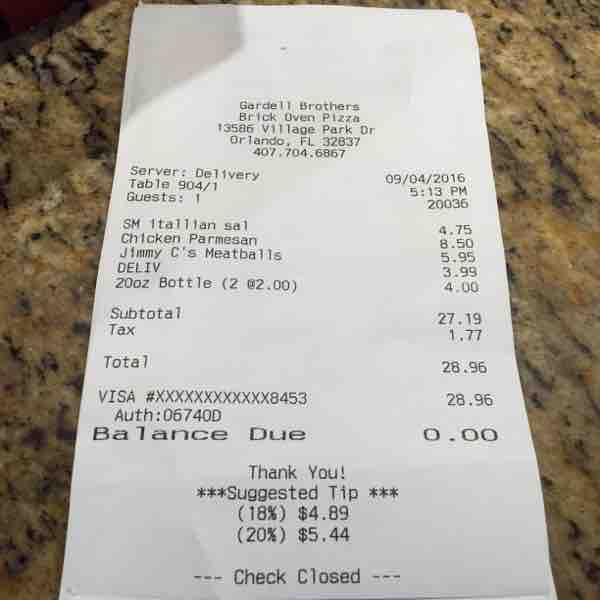 Gardell Brothers
Brick Oven Pizza
13586 Village Park Dr
Orlando, FL 32837
407.704.6867
Server: Delivery 09/04/2016
Table 904/1 5:13 PM
Guests: 1 20036
SM itallian sal 4.75
Chicken Parmesan 8.50
Jimmy C's Meatballs 5.95
DELIV 3.99
20oz Bottle (2 @2.00) 4.00
Subtotal 27.19
Tax 1.77
Total 28.96
VISA #XXXXXXXXXXXX8453 28.96
Auth:06740D
Balance Due 0.00
Thank You!
***Suggested Tip ***
(18%) $4.89
(20%) $5.44
--- Check Closed ---